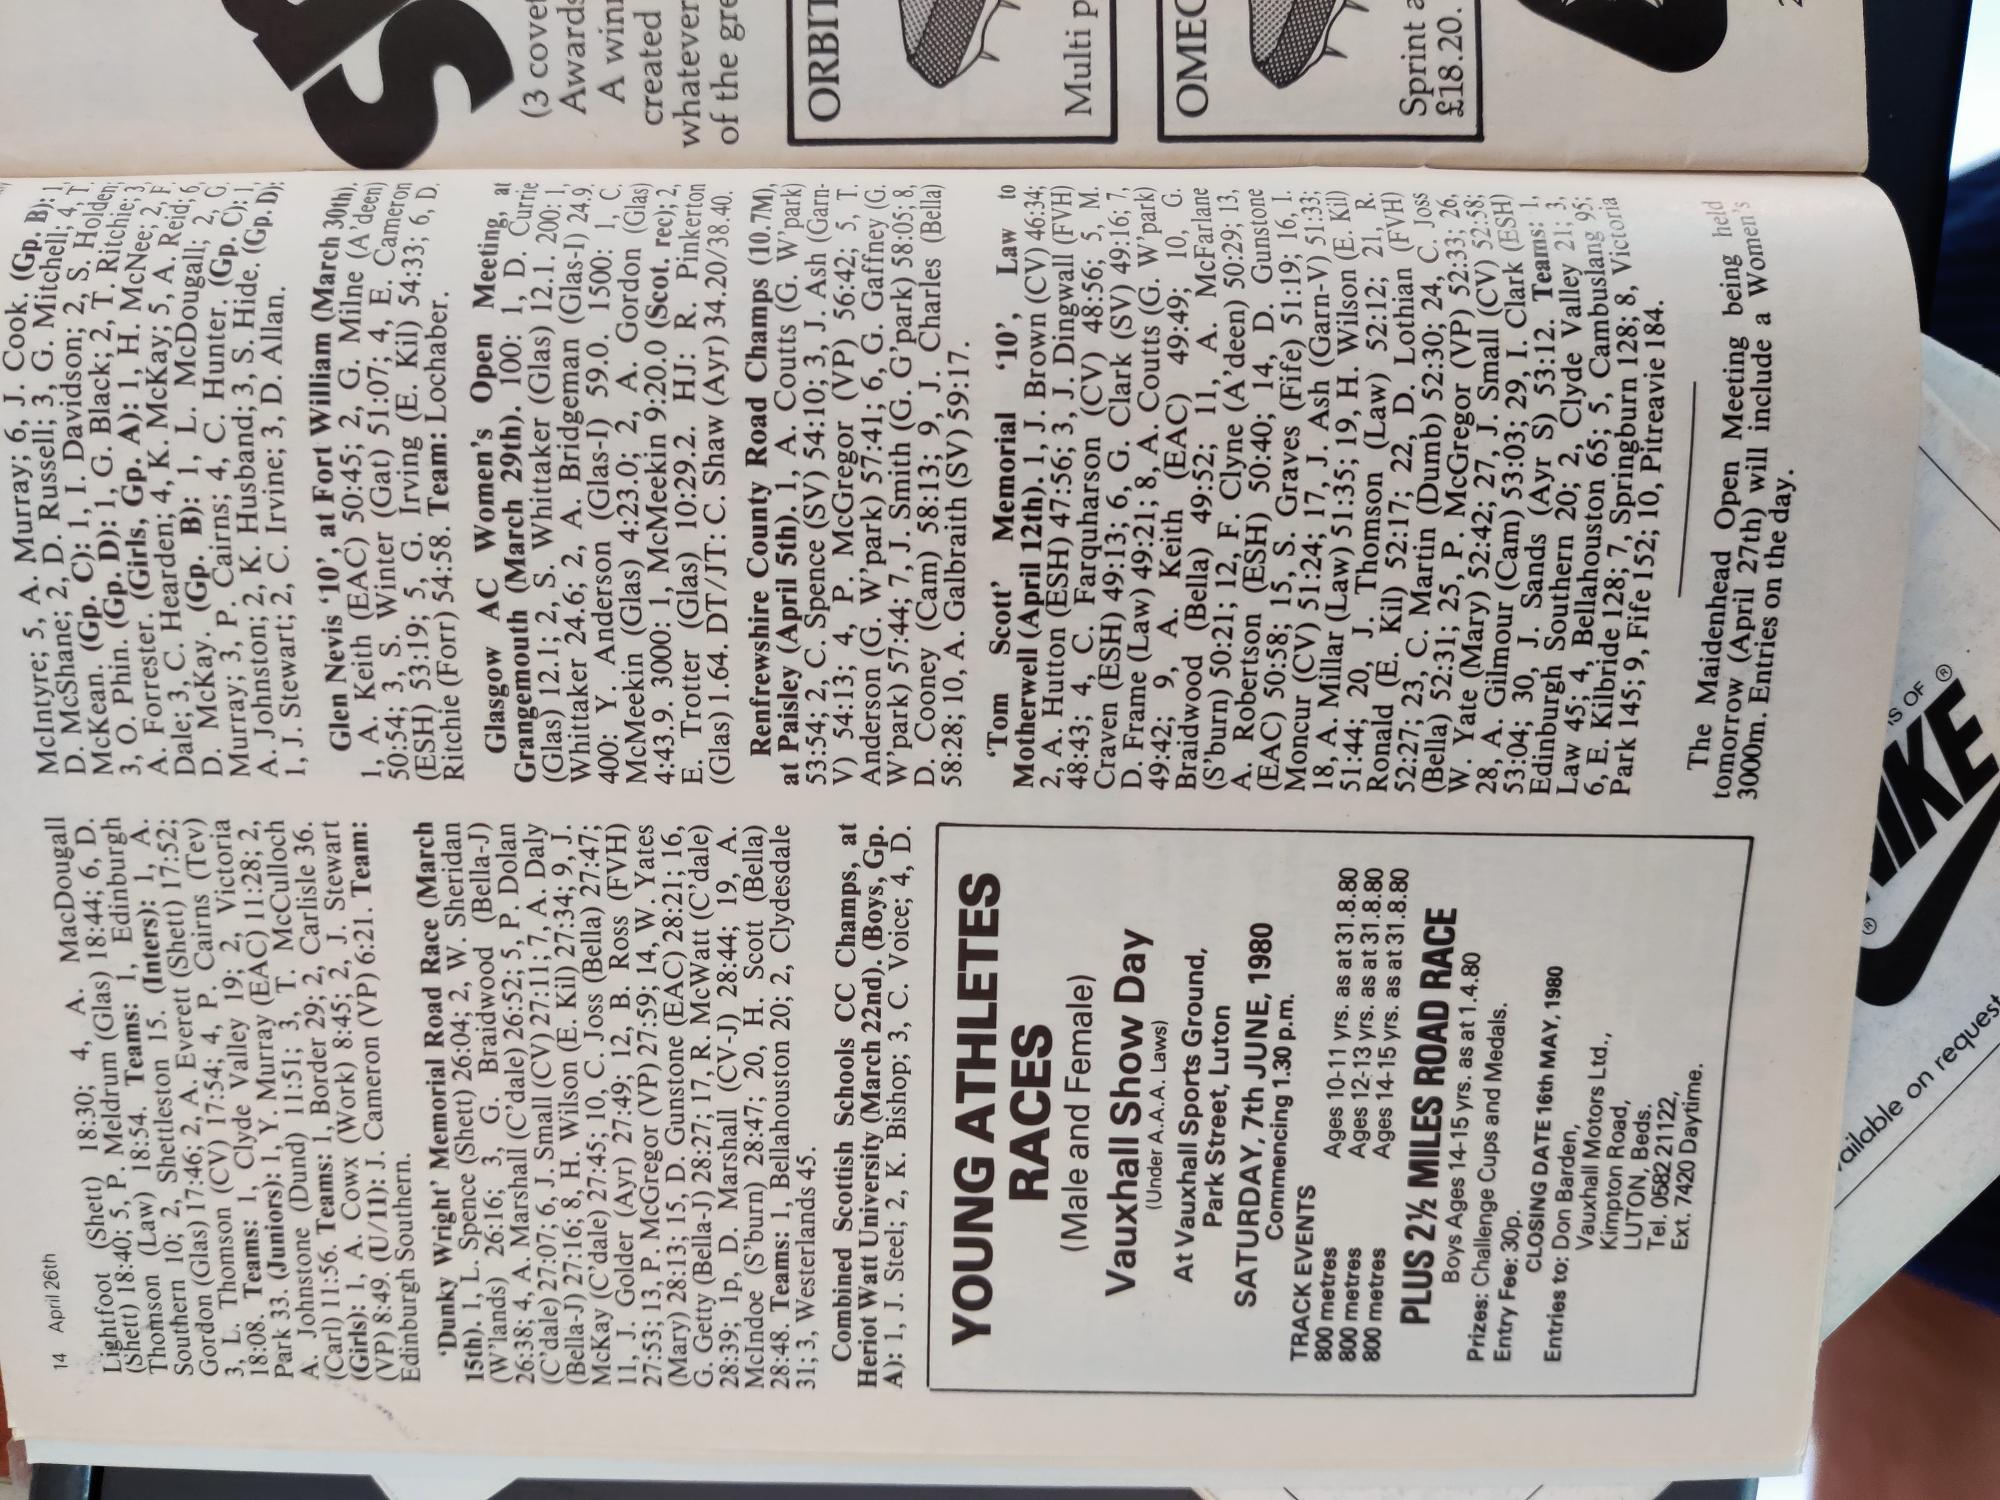 14 April 26th
Lightfoot (Shett) 18:30; 4, A. MacDougall
(Shett) 18:40; 5, P. Meldrum (Glas) 18:44; 6, D.
Thomson (Law) 18:54. Teams: 1, Edinburgh
Southern 10; 2, Shettleston 15. (Inters): 1, A.
Gordon (Glas) 17:46; 2, A. Everett (Shett) 17:52;
3, L. Thomson (CV) 17:54; 4, P. Cairns (Tev)
18:08. Teams: 1, Clyde Valley 19; 2, Victoria
Park 33. (Juniors): 1, Y. Murray (EAC) 11:28; 2,
A. Johnstone (Dund) 11:51; 3, T. McCulloch
(Carl) 11:56. Teams: 1, Border 29; 2, Carlisle 36.
(Girls): 1, A. Cowx (Work) 8:45; 2, J. Stewart
(VP) 8:49. (U/11): J. Cameron (VP) 6:21. Team:
Edinburgh Southern.
'Dunky Wright' Memorial Road Race (March
15th). 1, L. Spence (Shett) 26:04; 2, W. Sheridan
(W'lands) 26:16; 3, G. Braidwood (Bella-J)
26:38; 4, A. Marshall (C'dale) 26:52; 5, P. Dolan
(C'dale) 27:07; 6, J. Small (CV) 27:11; 7, A. Daly
(Bella-J) 27:16; 8, H. Wilson (E. Kil) 27:34; 9, J.
McKay (C'dale) 27:45; 10, C. Joss (Bella) 27:47;
11, J. Golder (Ayr) 27:49; 12, B. Ross (FVH)
27:53; 13, P. McGregor (VP) 27:59; 14, W. Yates
(Mary) 28:13; 15, D. Gunstone (EAC) 28:21; 16,
G. Getty (Bella-J) 28:27; 17, R. McWatt (C'dale)
28:39; 1p, D. Marshall (CV-J) 28:44; 19, A.
McIndoe (S'burn) 28:47; 20, H. Scott (Bella)
28:48. Teams: 1, Bellahouston 20; 2, Clydesdale
31; 3, Westerlands 45.
Combined Scottish Schools CC Champs, at
Heriot Watt University (March 22nd). (Boys, Gp.
A): 1, J. Steel; 2, K. Bishop; 3, C. Voice; 4, D.
YOUNG ATHLETES
RACES
(Male and Female)
Vauxhall Show Day
(Under A.A.A. Laws)
At Vauxhall Sports Ground,
Park Street, Luton
SATURDAY, 7th JUNE, 1980
Commencing 1.30 p.m.
TRACK EVENTS
800 metres Ages 10-11 yrs. as at 31.8.80
800 metres Ages 12-13 yrs. as at 31.8.80
800 metres Ages 14-15 yrs. as at 31.8.80
PLUS 2½ MILES ROAD RACE
Boys Ages 14-15 yrs. as at 1.4.80
Prizes: Challenge Cups and Medals.
Entry Fee: 30p.
CLOSING DATE 16th MAY, 1980
Entries to: Don Barden,
Vauxhall Motors Ltd.,
Kimpton Road,
LUTON, Beds.
Tel. 0582 21122,
Ext. 7420 Daytime.
McIntyre; 5, A. Murray; 6, J. Cook. (Gp. B): 1,
D. McShane; 2, D. Russell; 3, G. Mitchell; 4, T.
McKean. (Gp. C): 1, I. Davidson; 2, S. Holden;
3, O. Phin. (Gp. D): 1, G. Black; 2, T. Ritchie; 3,
A. Forrester. (Girls, Gp. A): 1, H. McNee; 2, F.
Dale; 3, C. Hearden; 4, K. McKay; 5, A. Reid; 6,
D. McKay. (Gp. B): 1, L. McDougall; 2, G.
Murray; 3, P. Cairns; 4, C. Hunter. (Gp. C): 1,
A. Johnston; 2, K. Husband; 3, S. Hide. (Gp. D):
1, J. Stewart; 2, C. Irvine; 3, D. Allan.
Glen Nevis '10', at Fort William (March 30th).
1, A. Keith (EAC) 50:45; 2, G. Milne (A'deen)
50:54; 3, S. Winter (Gat) 51:07; 4, E. Cameron
(ESH) 53:19; 5, G. Irving (E. Kil) 54:33; 6, D.
Ritchie (Forr) 54:58. Team: Lochaber.
Glasgow AC Women's Open Meeting, at
Grangemouth (March 29th). 100: 1, D. Currie
(Glas) 12.1; 2, S. Whittaker (Glas) 12.1. 200: 1,
Whittaker 24.6; 2, A. Bridgeman (Glas-I) 24.9.
400: Y. Anderson (Glas-I) 59.0. 1500: 1, C.
McMeekin (Glas) 4:23.0; 2, A. Gordon (Glas)
4:43.9. 3000: 1, McMeekin 9:20.0 (Scot. rec); 2,
E. Trotter (Glas) 10:29.2. HJ: R. Pinkerton
(Glas) 1.64. DT/JT: C. Shaw (Ayr) 34.20/38.40.
Renfrewshire County Road Champs (10.7M),
at Paisley (April 5th). 1, A. Coutts (G. W'park)
53:54; 2, C. Spence (SV) 54:10; 3, J. Ash (Garn-
V) 54:13; 4, P. McGregor (VP) 56:42; 5, T.
Anderson (G. W'park) 57:41; 6, G. Gaffney (G.
W'park) 57:44; 7, J. Smith (G. G'park) 58:05; 8,
D. Cooney (Cam) 58:13; 9, J. Charles (Bella)
58:28; 10, A. Galbraith (SV) 59:17.
'Tom Scott' Memorial '10', Law to
Motherwell (April 12th). 1, J. Brown (CV) 46:34;
2, A. Hutton (ESH) 47:56; 3, J. Dingwall (FVH)
48:43; 4, C. Farquharson (CV) 48:56; 5, M.
Craven (ESH) 49:13; 6, G. Clark (SV) 49:16; 7,
D. Frame (Law) 49:21; 8, A. Coutts (G. W'park)
49:42; 9, A. Keith (EAC) 49:49; 10, G.
Braidwood (Bella) 49:52; 11, A. McFarlane
(S'burn) 50:21; 12, F. Clyne (A'deen) 50:29; 13,
A. Robertson (ESH) 50:40; 14, D. Gunstone
(EAC) 50:58; 15, S. Graves (Fife) 51:19; 16, I.
Moncur (CV) 51:24; 17, J. Ash (Garn-V) 51:33;
18, A. Millar (Law) 51:35; 19, H. Wilson (E. Kil)
51:44; 20, J. Thomson (Law) 52:12; 21, R.
Ronald (E. Kil) 52:17; 22, D. Lothian (FVH)
52:27; 23, C. Martin (Dumb) 52:30; 24, C. Joss
(Bella) 52:31; 25, P. McGregor (VP) 52:33; 26,
W. Yate (Mary) 52:42; 27, J. Small (CV) 52:58;
28, A. Gilmour (Cam) 53:03; 29, I. Clark (ESH)
53:04; 30, J. Sands (Ayr S) 53:12. Teams: 1,
Edinburgh Southern 20; 2, Clyde Valley 21; 3,
Law 45; 4, Bellahouston 65; 5, Cambuslang 95;
6, E. Kilbride 128; 7, Springburn 128; 8, Victoria
Park 145; 9, Fife 152; 10, Pitreavie 184.
The Maidenhead Open Meeting being held
tomorrow (April 27th) will include a Women's
3000m. Entries on the day.
(3 covet
Awards
A winn
created
whatever
of the gre
ORBIT
Multi p
OMEG
Sprint a
£18.20.
NIKE
ailable on request